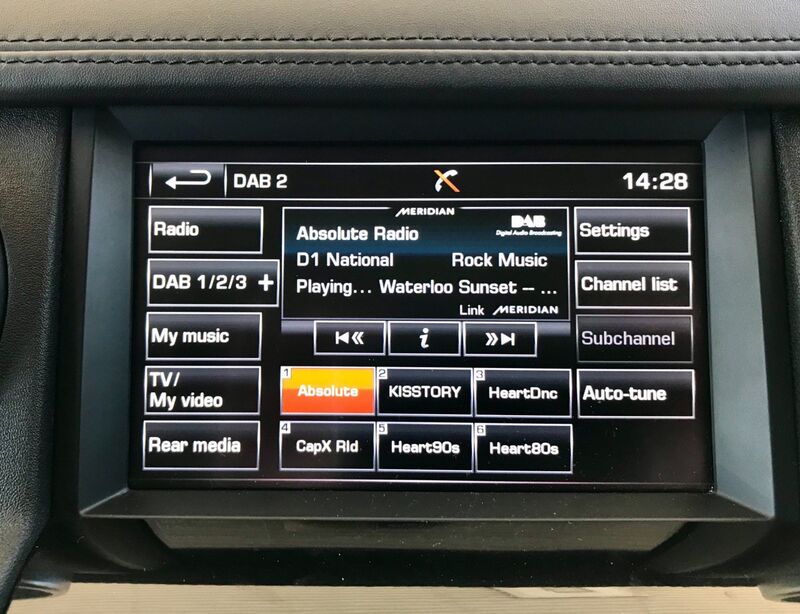 DAB 2
14:28
Radio
DAB 1/2/3 +
My music
TV/
My video
Rear media
MERIDIAN
Absolute Radio
DAB
Digital Audio Broadcasting
D1 National Rock Music
Playing... Waterloo Sunset -- ...
Link MERIDIAN
i
Settings
Channel list
Subchannel
Auto-tune
1 Absolute
2 KISSTORY
3 HeartDnc
4 CapX Rld
5 Heart90s
6 Heart80s